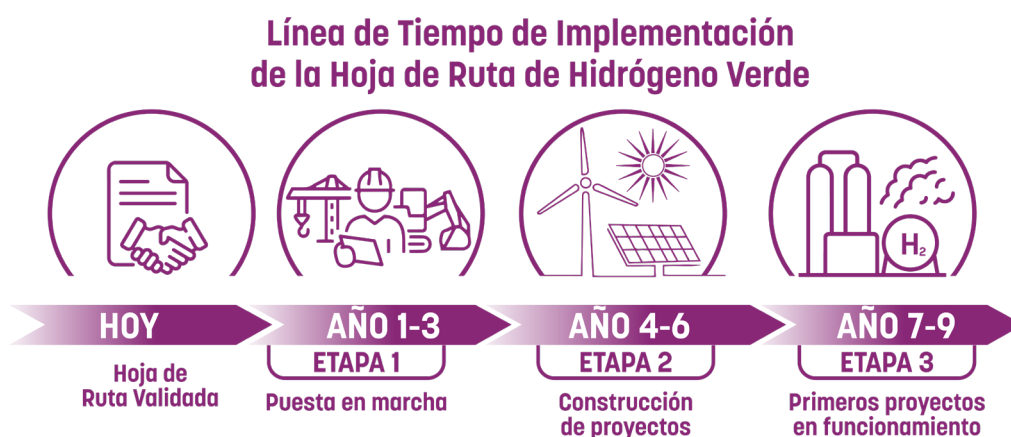 Línea de Tiempo de Implementación
de la Hoja de Ruta de Hidrógeno Verde
H₂
HOY
AÑO 1-3
AÑO 4-6
AÑO 7-9
ETAPA 1
ETAPA 2
ETAPA 3
Hoja de
Ruta Validada
Puesta en marcha
Construcción
de proyectos
Primeros proyectos
en funcionamiento